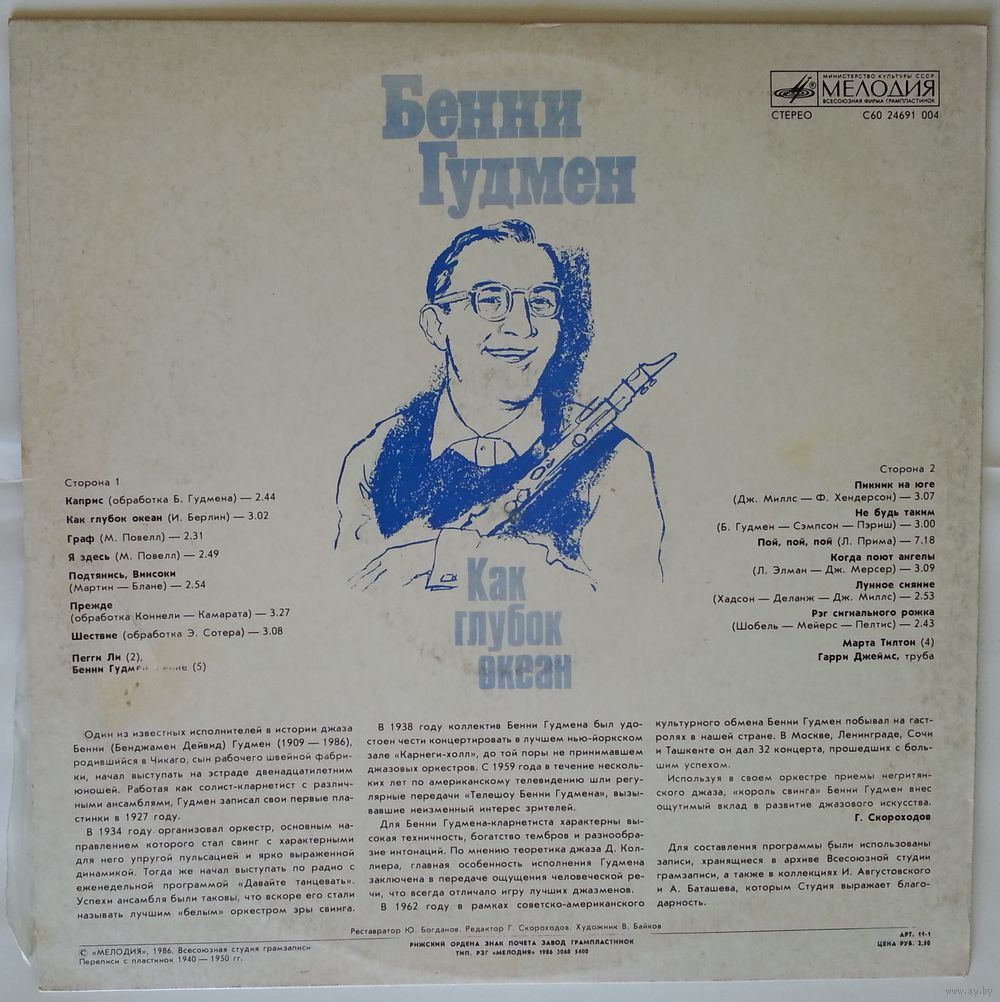 Бенни
Гудмен
МИНИСТЕРСТВО КУЛЬТУРЫ СССР
МЕЛОДИЯ
ВСЕСОЮЗНАЯ ФИРМА ГРАМПЛАСТИНОК
СТЕРЕО С60 24691 004
Сторона 1
Каприс (обработка Б. Гудмена) — 2.44
Как глубок океан (И. Берлин) — 3.02
Граф (М. Повелл) — 2.31
Я здесь (М. Повелл) — 2.49
Подтянись, Винсоки
(Мартин — Блане) — 2.54
Прежде
(обработка Коннели — Камарата) — 3.27
Шествие (обработка Э. Сотера) — 3.08
Пегги Ли (2),
Бенни Гудмен (5)
Как
глубок
океан
Сторона 2
Пикник на юге
(Дж. Миллс — Ф. Хендерсон) — 3.07
Не будь таким
(Б. Гудмен — Сэмпсон — Пэриш) — 3.00
Пой, пой, пой (Л. Прима) — 7.18
Когда поют ангелы
(Л. Элман — Дж. Мерсер) — 3.09
Лунное сияние
(Хадсон — Деланж — Дж. Миллс) — 2.53
Рэг сигнального рожка
(Шобель — Мейерс — Пелтис) — 2.43
Марта Тилтон (4)
Гарри Джеймс, труба
Один из известных исполнителей в истории джаза
Бенни (Бенджамен Дейвид) Гудмен (1909 — 1986),
родившийся в Чикаго, сын рабочего швейной фабри-
ки, начал выступать на эстраде двенадцатилетним
юношей. Работая как солист-кларнетист с различ-
ными ансамблями, Гудмен записал свои первые пла-
стинки в 1927 году.
В 1934 году организовал оркестр, основным на-
правлением которого стал свинг с характерными
для него упругой пульсацией и ярко выраженной
динамикой. Тогда же начал выступать по радио с
еженедельной программой «Давайте танцевать».
Успехи ансамбля были таковы, что вскоре его стали
называть лучшим «белым» оркестром эры свинга.
В 1938 году коллектив Бенни Гудмена был удо-
стоен чести концертировать в лучшем нью-йоркском
зале «Карнеги-холл», до той поры не принимавшем
джазовых оркестров. С 1959 года в течение несколь-
ких лет по американскому телевидению шли регу-
лярные передачи «Телешоу Бенни Гудмена», вызы-
вавшие неизменный интерес зрителей.
Для Бенни Гудмена-кларнетиста характерны вы-
сокая техничность, богатство тембров и разнообра-
зие интонаций. По мнению теоретика джаза Д. Кол-
лиера, главная особенность исполнения Гудмена
заключена в передаче ощущения человеческой ре-
чи, что всегда отличало игру лучших джазменов.
В 1962 году в рамках советско-американского
культурного обмена Бенни Гудмен побывал на гаст-
ролях в нашей стране. В Москве, Ленинграде, Сочи
и Ташкенте он дал 32 концерта, прошедших с боль-
шим успехом.
Используя в своем оркестре приемы негритян-
ского джаза, «король свинга» Бенни Гудмен внес
ощутимый вклад в развитие джазового искусства.
Г. Скороходов
Для составления программы были использованы
записи, хранящиеся в архиве Всесоюзной студии
грамзаписи, а также в коллекциях И. Августовского
и А. Баташева, которым Студия выражает благо-
дарность.
Реставратор Ю. Богданов. Редактор Г. Скороходов. Художник В. Байков
© «МЕЛОДИЯ», 1986. Всесоюзная студия грамзаписи
Переписи с пластинок 1940 — 1950 гг.
РИЖСКИЙ ОРДЕНА ЗНАК ПОЧЕТА ЗАВОД ГРАМПЛАСТИНОК
ТИП. РЗГ «МЕЛОДИЯ» 1986 3068 5400
АРТ. 11-1
ЦЕНА РУБ. 2,50
www.ay.by